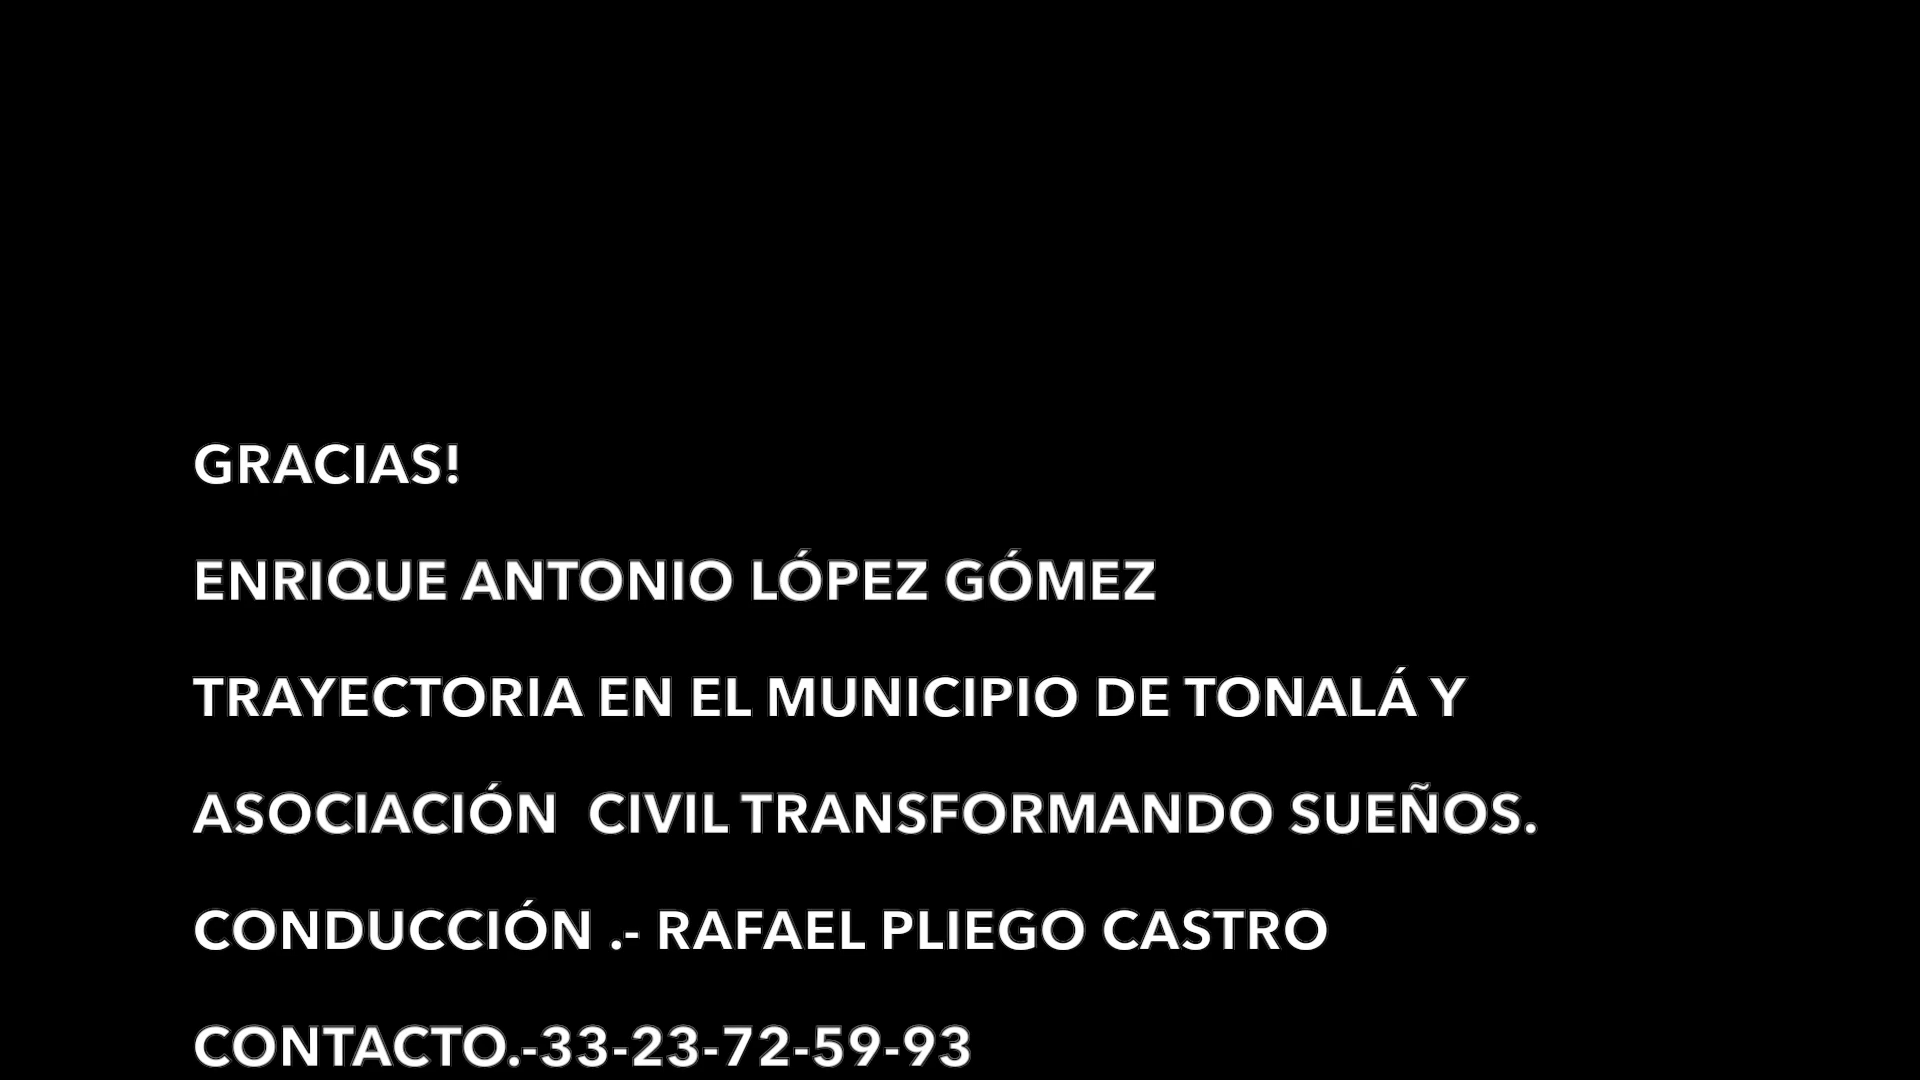 GRACIAS!
ENRIQUE ANTONIO LÓPEZ GÓMEZ
TRAYECTORIA EN EL MUNICIPIO DE TONALÁ Y
ASOCIACIÓN  CIVIL TRANSFORMANDO SUEÑOS.
CONDUCCIÓN .- RAFAEL PLIEGO CASTRO
CONTACTO.-33-23-72-59-93